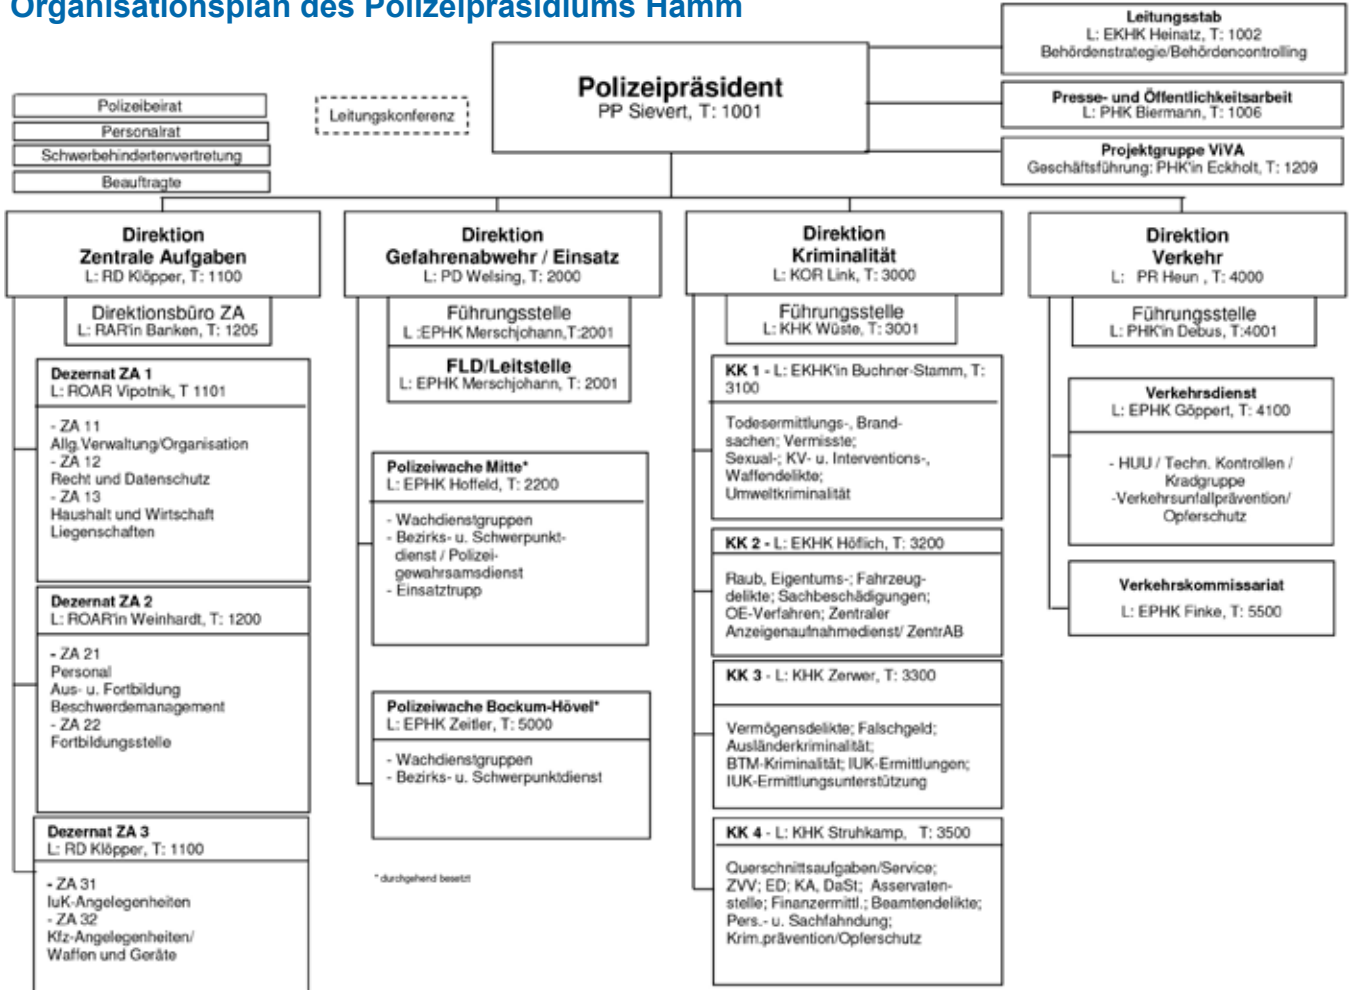 Organisationsplan des Polizeipräsidiums Hamm
Leitungsstab
L: EKHK Heinatz, T: 1002
Behördenstrategie/Behördencontrolling
Polizeipräsident
PP Sievert, T: 1001
Presse- und Öffentlichkeitsarbeit
L: PHK Biermann, T: 1006
Projektgruppe ViVA
Geschäftsführung: PHK'in Eckholt, T: 1209
Polizeibeirat
Personalrat
Schwerbehindertenvertretung
Beauftragte
Leitungskonferenz
Direktion
Zentrale Aufgaben
L: RD Klöpper, T: 1100
Direktionsbüro ZA
L: RAR'in Banken, T: 1205
Dezernat ZA 1
L: ROAR Vipotnik, T 1101
- ZA 11
Allg.Verwaltung/Organisation
- ZA 12
Recht und Datenschutz
- ZA 13
Haushalt und Wirtschaft
Liegenschaften
Dezernat ZA 2
L: ROAR'in Weinhardt, T: 1200
- ZA 21
Personal
Aus- u. Fortbildung
Beschwerdemanagement
- ZA 22
Fortbildungsstelle
Dezernat ZA 3
L: RD Klöpper, T: 1100
- ZA 31
IuK-Angelegenheiten
- ZA 32
Kfz-Angelegenheiten/
Waffen und Geräte
Direktion
Gefahrenabwehr / Einsatz
L: PD Welsing, T: 2000
Führungsstelle
L :EPHK Merschjohann,T:2001
FLD/Leitstelle
L: EPHK Merschjohann, T: 2001
Polizeiwache Mitte*
L: EPHK Hoffeld, T: 2200
- Wachdienstgruppen
- Bezirks- u. Schwerpunkt-
dienst / Polizei-
gewahrsamsdienst
- Einsatztrupp
Polizeiwache Bockum-Hövel*
L: EPHK Zeitler, T: 5000
- Wachdienstgruppen
- Bezirks- u. Schwerpunktdienst
* durchgehend besetzt
Direktion
Kriminalität
L: KOR Link, T: 3000
Führungsstelle
L: KHK Wüste, T: 3001
KK 1 - L: EKHK'in Buchner-Stamm, T:
3100
Todesermittlungs-, Brand-
sachen; Vermisste;
Sexual-; KV- u. Interventions-,
Waffendelikte;
Umweltkriminalität
KK 2 - L: EKHK Höflich, T: 3200
Raub, Eigentums-; Fahrzeug-
delikte; Sachbeschädigungen;
OE-Verfahren; Zentraler
Anzeigenaufnahmedienst/ ZentrAB
KK 3 - L: KHK Zerwer, T: 3300
Vermögensdelikte; Falschgeld;
Ausländerkriminalität;
BTM-Kriminalität; IUK-Ermittlungen;
IUK-Ermittlungsunterstützung
KK 4 - L: KHK Struhkamp, T: 3500
Querschnittsaufgaben/Service;
ZVV; ED; KA, DaSt; Asservaten-
stelle; Finanzermittl.; Beamtendelikte;
Pers.- u. Sachfahndung;
Krim.prävention/Opferschutz
Direktion
Verkehr
L: PR Heun , T: 4000
Führungsstelle
L: PHK'in Debus, T:4001
Verkehrsdienst
L: EPHK Göppert, T: 4100
- HUU / Techn. Kontrollen /
Kradgruppe
-Verkehrsunfallprävention/
Opferschutz
Verkehrskommissariat
L: EPHK Finke, T: 5500